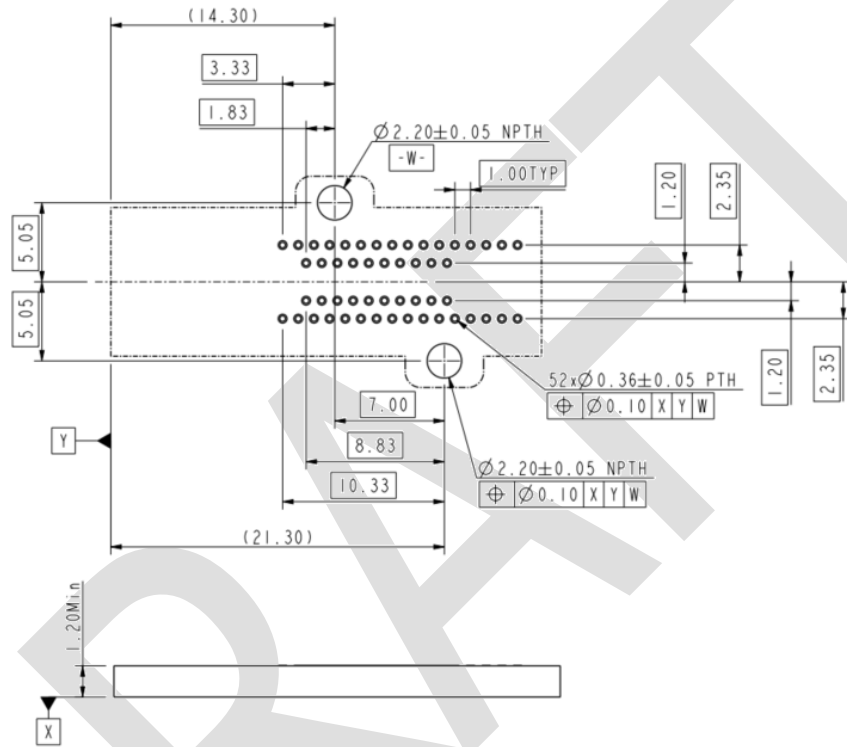 (14.30)
3.33
1.83
Ø2.20±0.05 NPTH
-W-
1.00TYP
1.20
2.35
5.05
5.05
1.20
2.35
52xØ0.36±0.05 PTH
⌖ Ø0.10 X Y W
7.00
Y
8.83
Ø2.20±0.05 NPTH
10.33
⌖ Ø0.10 X Y W
(21.30)
1.20Min
X
RAFT